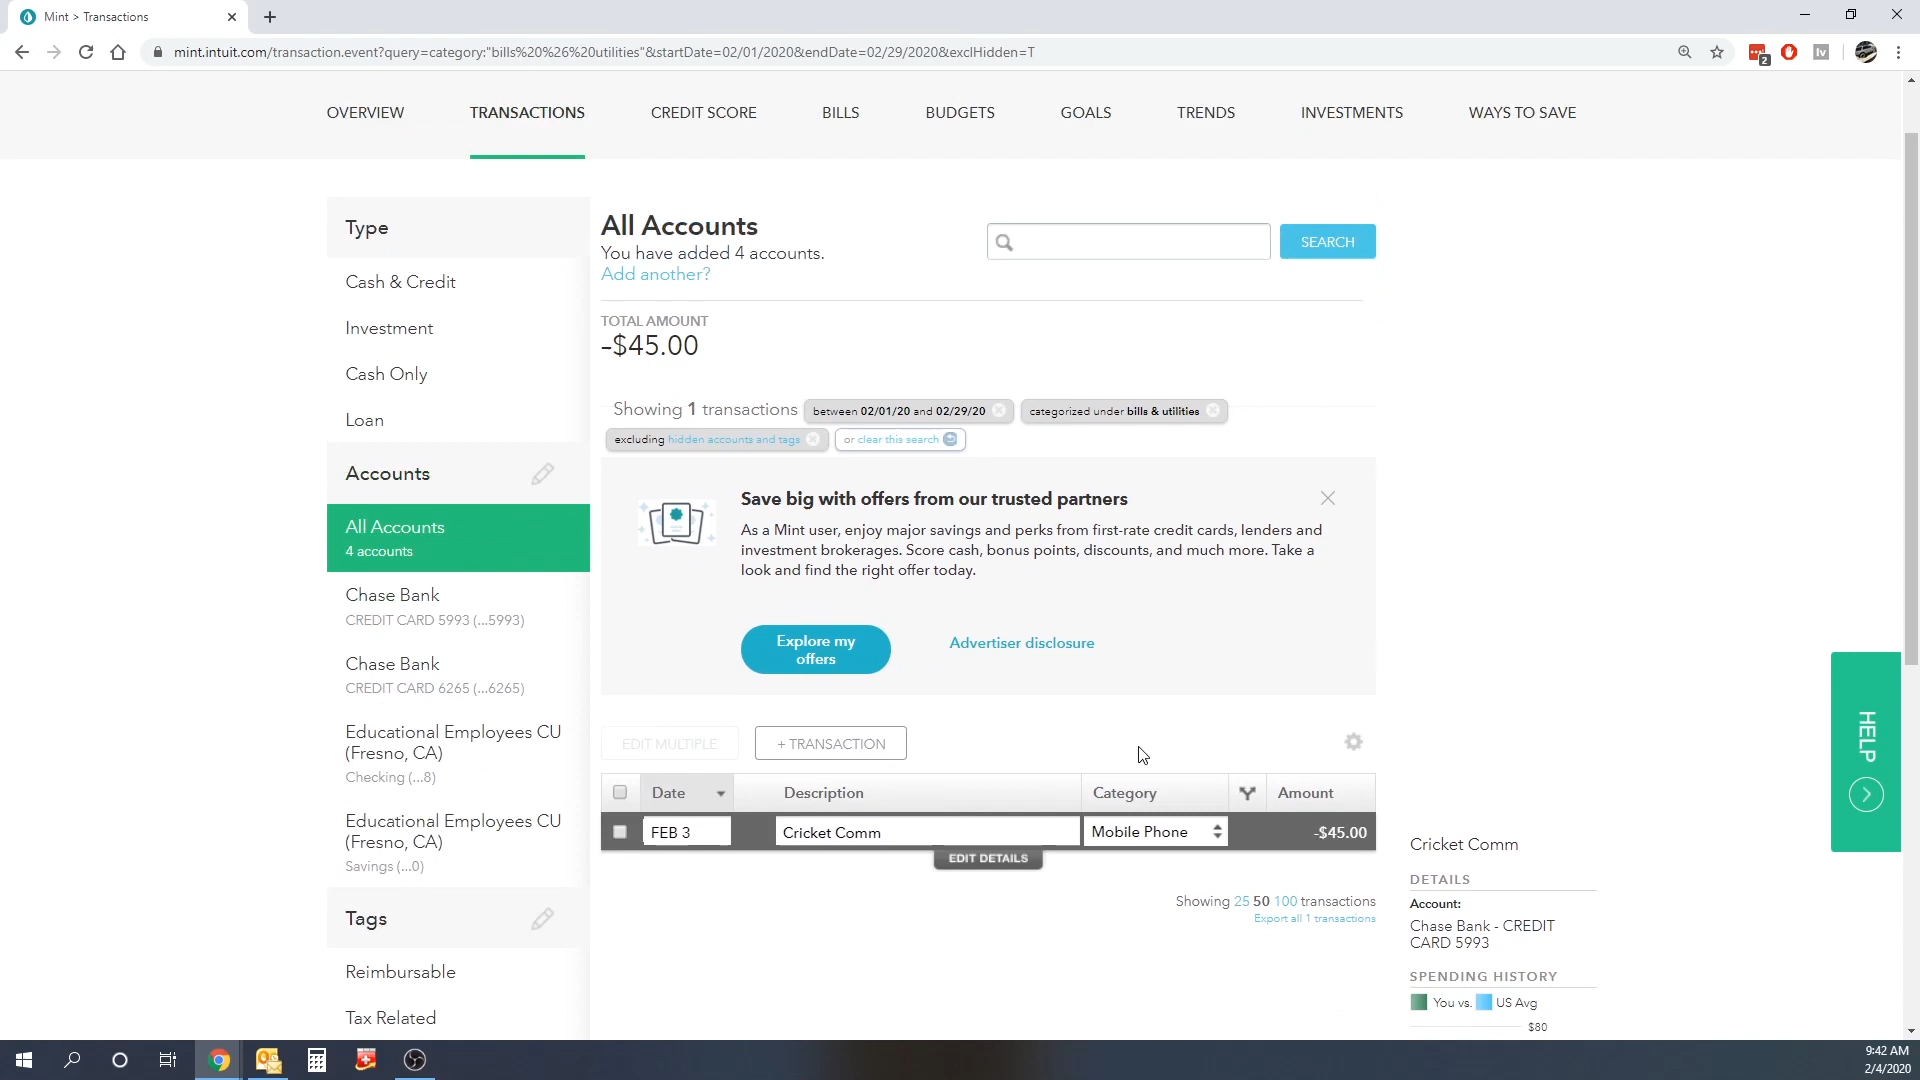 Mint > Transactions
mint.intuit.com/transaction.event?query=category:"bills%20%26%20utilities"&startDate=02/01/2020&endDate=02/29/2020&exclHidden=T
2
lv
OVERVIEW TRANSACTIONS CREDIT SCORE BILLS BUDGETS GOALS TRENDS INVESTMENTS WAYS TO SAVE
Type
Cash & Credit
Investment
Cash Only
Loan
Accounts
All Accounts
4 accounts
Chase Bank
CREDIT CARD 5993 (...5993)
Chase Bank
CREDIT CARD 6265 (...6265)
Educational Employees CU
(Fresno, CA)
Checking (...8)
Educational Employees CU
(Fresno, CA)
Savings (...0)
Tags
Reimbursable
Tax Related
All Accounts
You have added 4 accounts.
Add another?
SEARCH
TOTAL AMOUNT
-$45.00
Showing 1 transactions between 02/01/20 and 02/29/20 categorized under bills & utilities
excluding hidden accounts and tags or clear this search
Save big with offers from our trusted partners
As a Mint user, enjoy major savings and perks from first-rate credit cards, lenders and
investment brokerages. Score cash, bonus points, discounts, and much more. Take a
look and find the right offer today.
Explore my
offers
Advertiser disclosure
EDIT MULTIPLE + TRANSACTION
Date Description Category Amount
FEB 3 Cricket Comm Mobile Phone -$45.00
EDIT DETAILS
Showing 25 50 100 transactions
Export all 1 transactions
Cricket Comm
DETAILS
Account:
Chase Bank - CREDIT
CARD 5993
SPENDING HISTORY
You vs. US Avg
$80
HELP
9:42 AM
2/4/2020